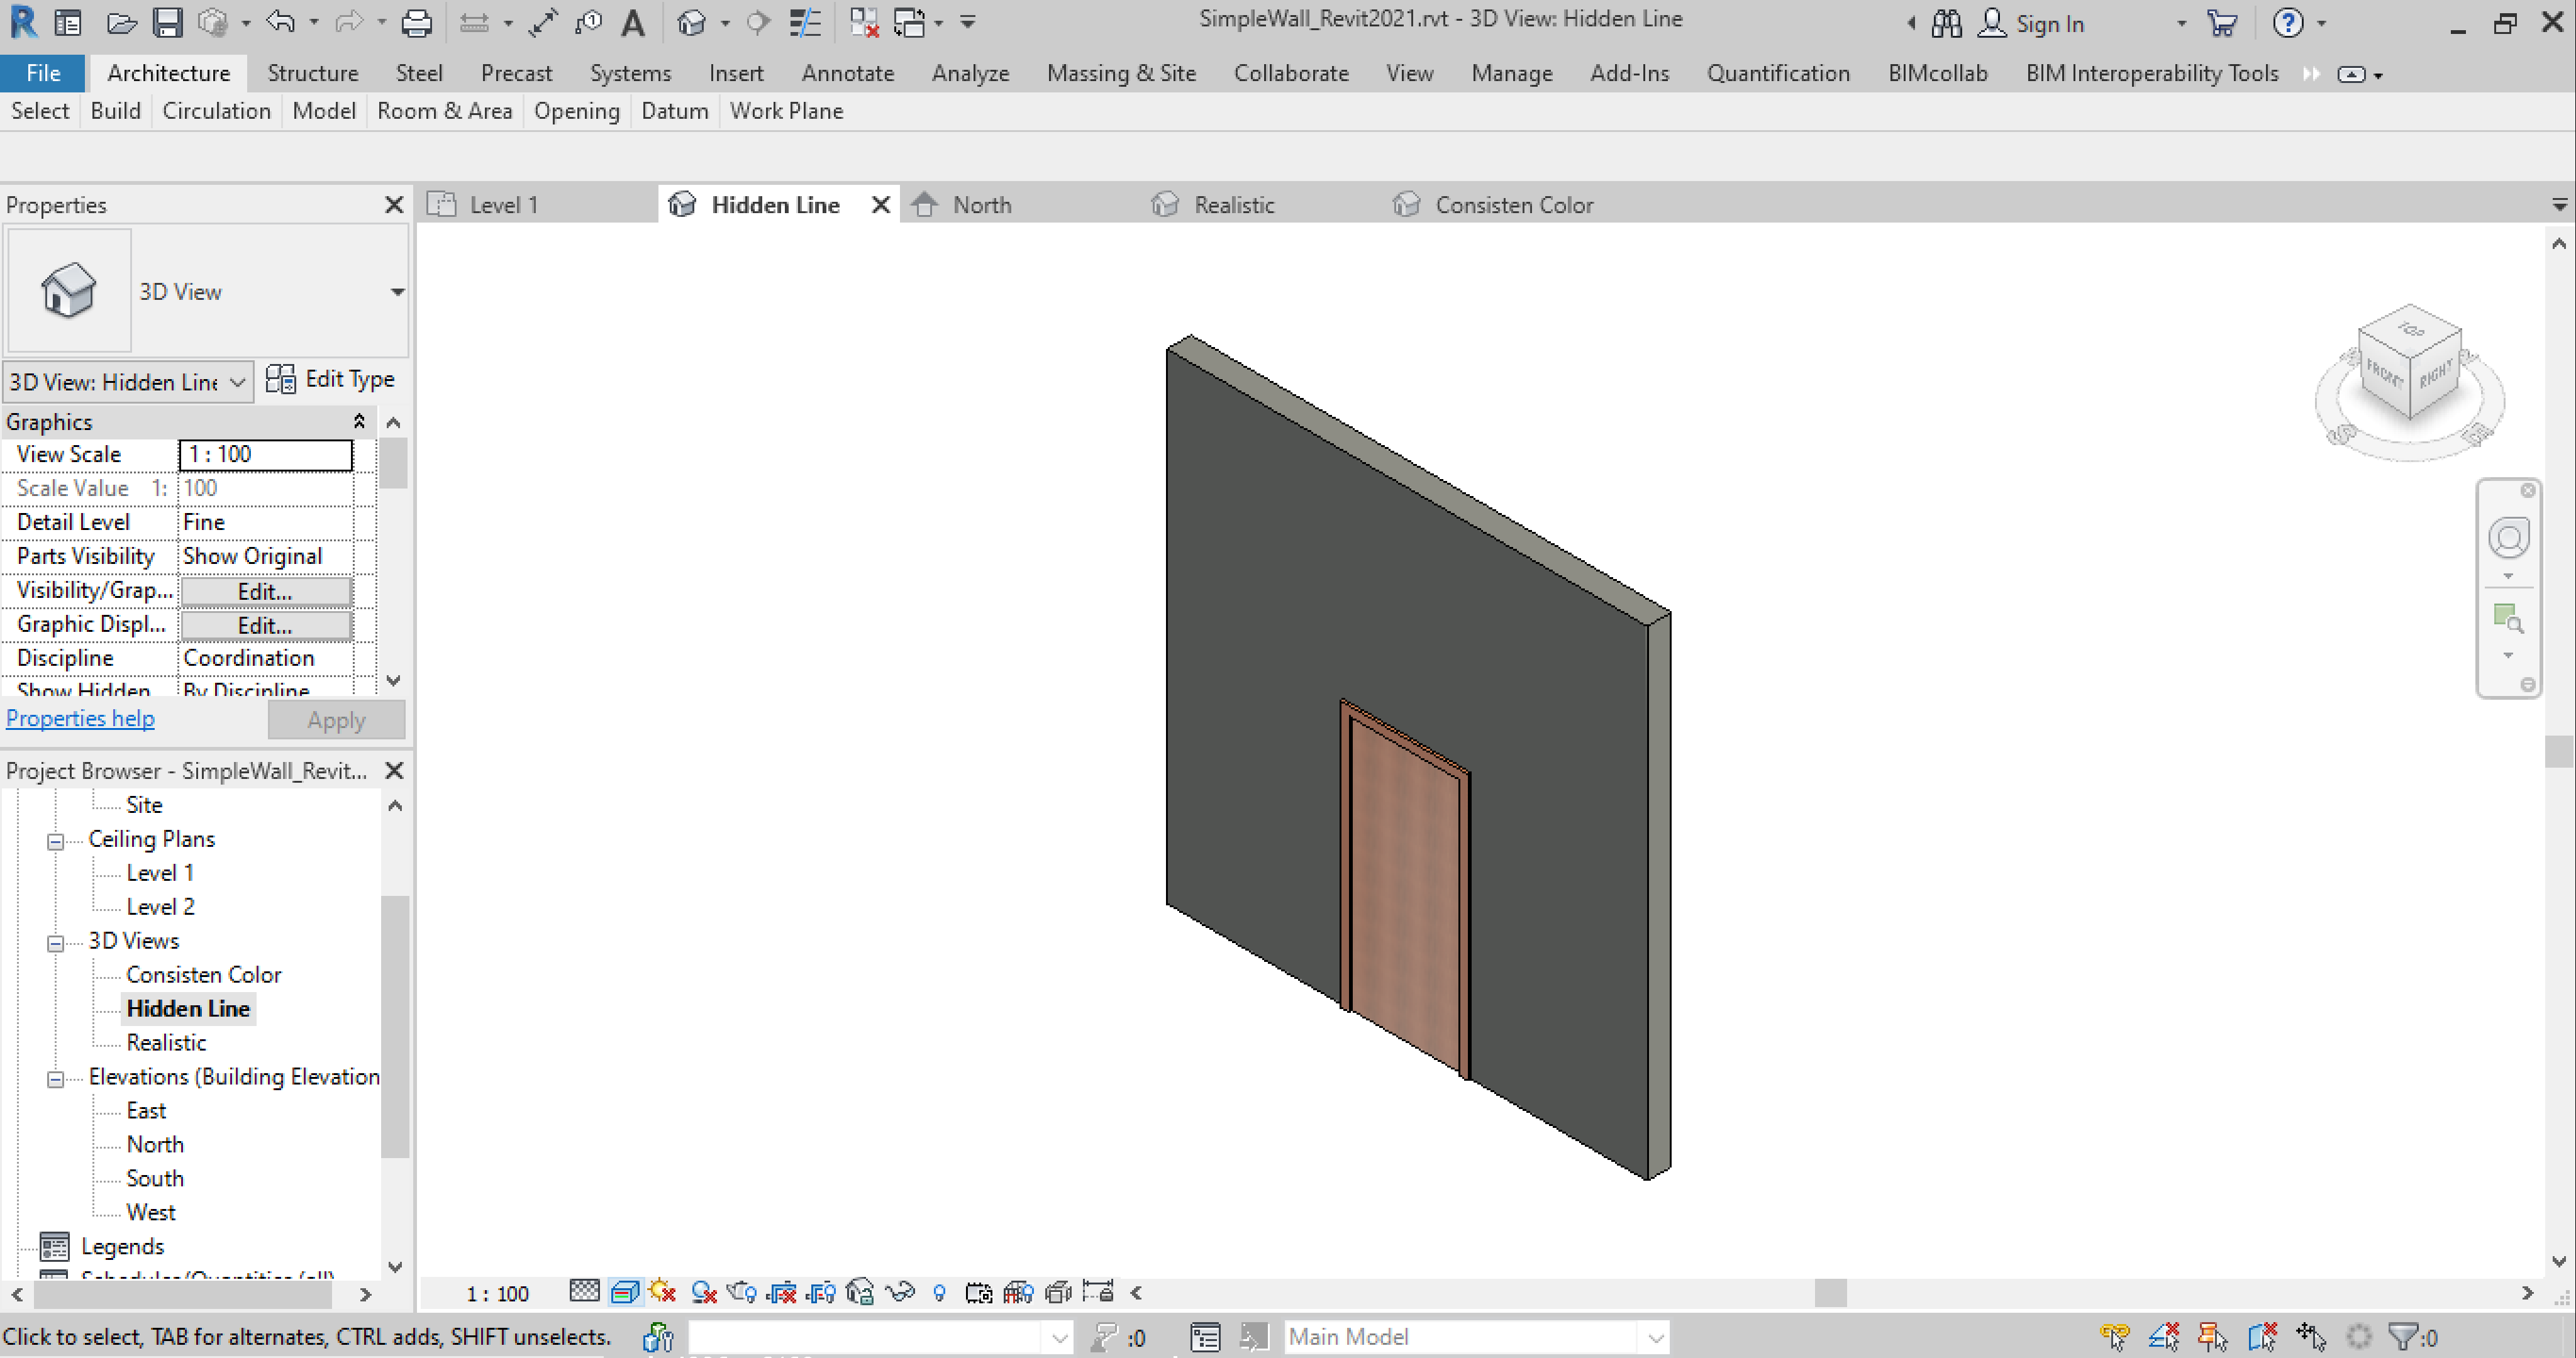 SimpleWall_Revit2021.rvt - 3D View: Hidden Line
Sign In
File
Architecture
Structure
Steel
Precast
Systems
Insert
Annotate
Analyze
Massing & Site
Collaborate
View
Manage
Add-Ins
Quantification
BIMcollab
BIM Interoperability Tools
Select
Build
Circulation
Model
Room & Area
Opening
Datum
Work Plane
Properties
Level 1
Hidden Line
North
Realistic
Consisten Color
3D View
3D View: Hidden Line
Edit Type
Graphics
View Scale 1 : 100
Scale Value 1: 100
Detail Level Fine
Parts Visibility Show Original
Visibility/Grap... Edit...
Graphic Displ... Edit...
Discipline Coordination
Show Hidden By Discipline
Properties help
Apply
Project Browser - SimpleWall_Revit...
Site
Ceiling Plans
Level 1
Level 2
3D Views
Consisten Color
Hidden Line
Realistic
Elevations (Building Elevation
East
North
South
West
Legends
Schedules/Quantities (all)
TOP
FRONT
RIGHT
1 : 100
Click to select, TAB for alternates, CTRL adds, SHIFT unselects.
:0
Main Model
:0